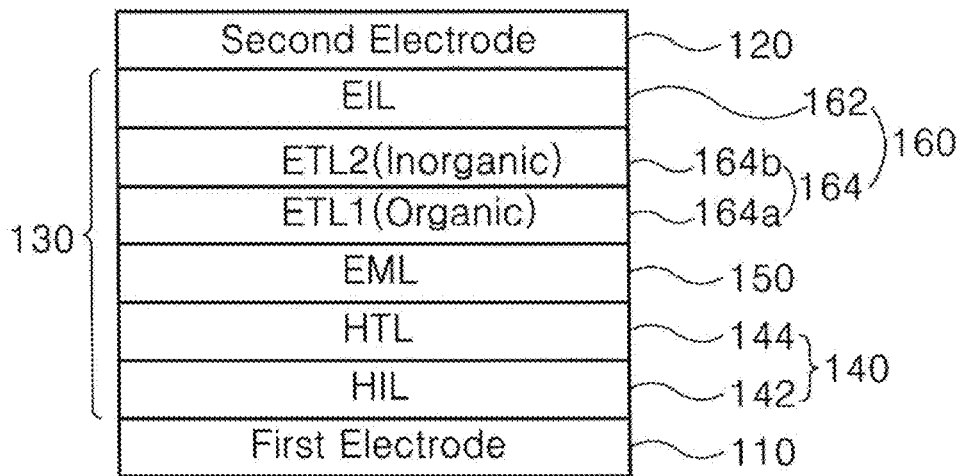 Second Electrode 120
EIL 162
160
ETL2(Inorganic) 164b
164
ETL1(Organic) 164a
130
EML 150
HTL 144
140
HIL 142
First Electrode 110